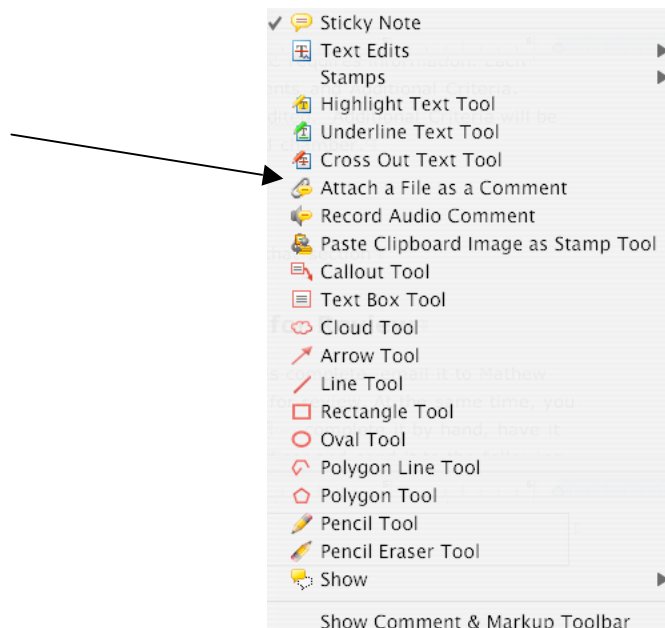 Sticky Note
Text Edits
Stamps
Highlight Text Tool
Underline Text Tool
Cross Out Text Tool
Attach a File as a Comment
Record Audio Comment
Paste Clipboard Image as Stamp Tool
Callout Tool
Text Box Tool
Cloud Tool
Arrow Tool
Line Tool
Rectangle Tool
Oval Tool
Polygon Line Tool
Polygon Tool
Pencil Tool
Pencil Eraser Tool
Show
Show Comment & Markup Toolbar